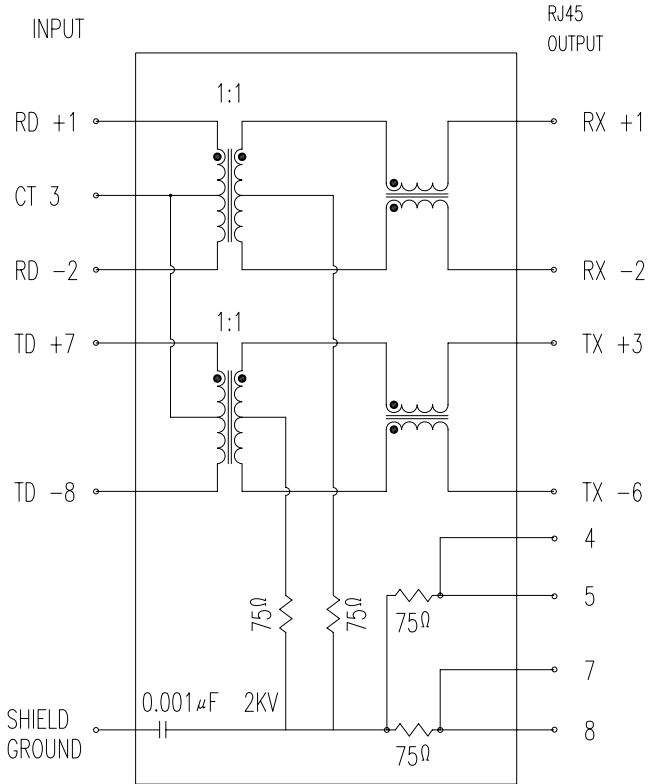 INPUT
RJ45
OUTPUT
1:1
RD +1
RX +1
CT 3
RD -2
RX -2
1:1
TD +7
TX +3
TD -8
TX -6
4
75Ω
75Ω
5
75Ω
7
0.001μF 2KV
SHIELD
GROUND
8
75Ω